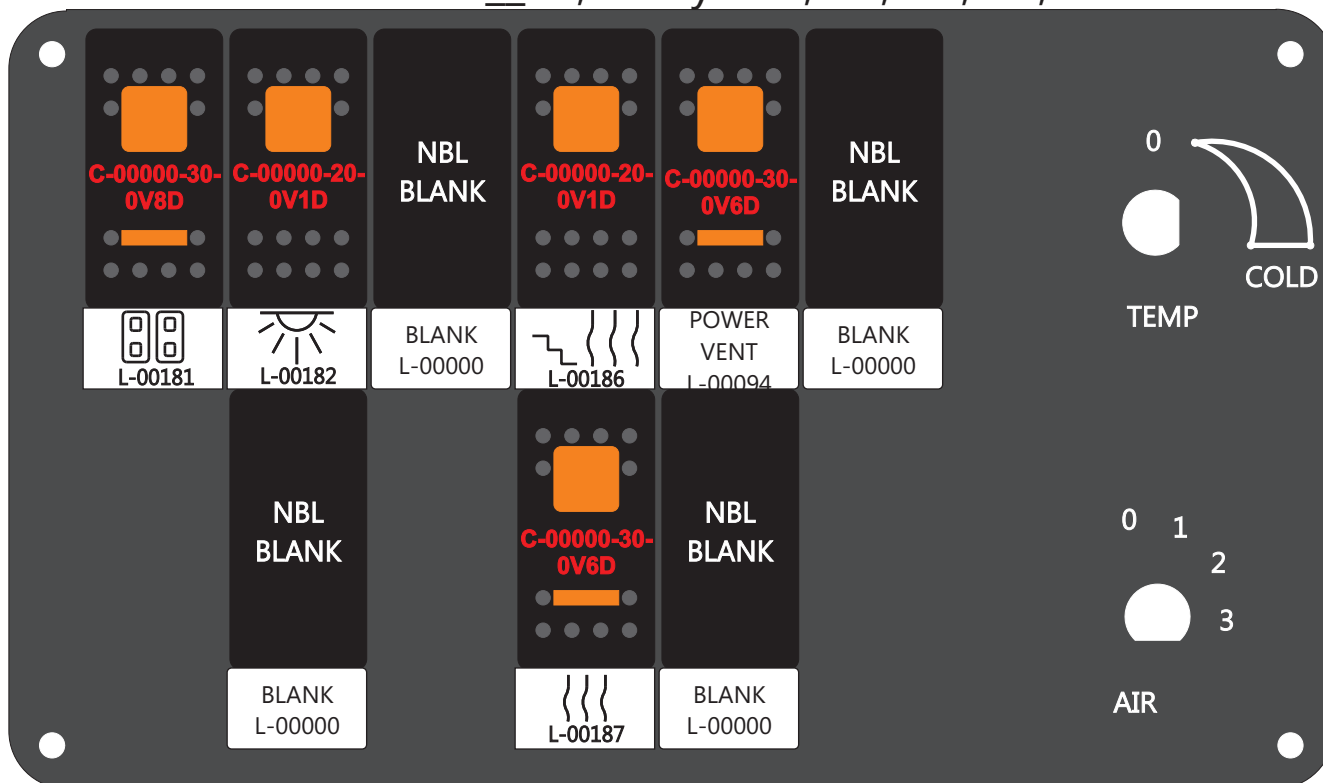 C-00000-30-
0V8D
C-00000-20-
0V1D
NBL
BLANK
C-00000-20-
0V1D
C-00000-30-
0V6D
NBL
BLANK
L-00181
L-00182
BLANK
L-00000
L-00186
POWER
VENT
L-00094
BLANK
L-00000
0
COLD
TEMP
NBL
BLANK
C-00000-30-
0V6D
NBL
BLANK
BLANK
L-00000
L-00187
BLANK
L-00000
0
1
2
3
AIR